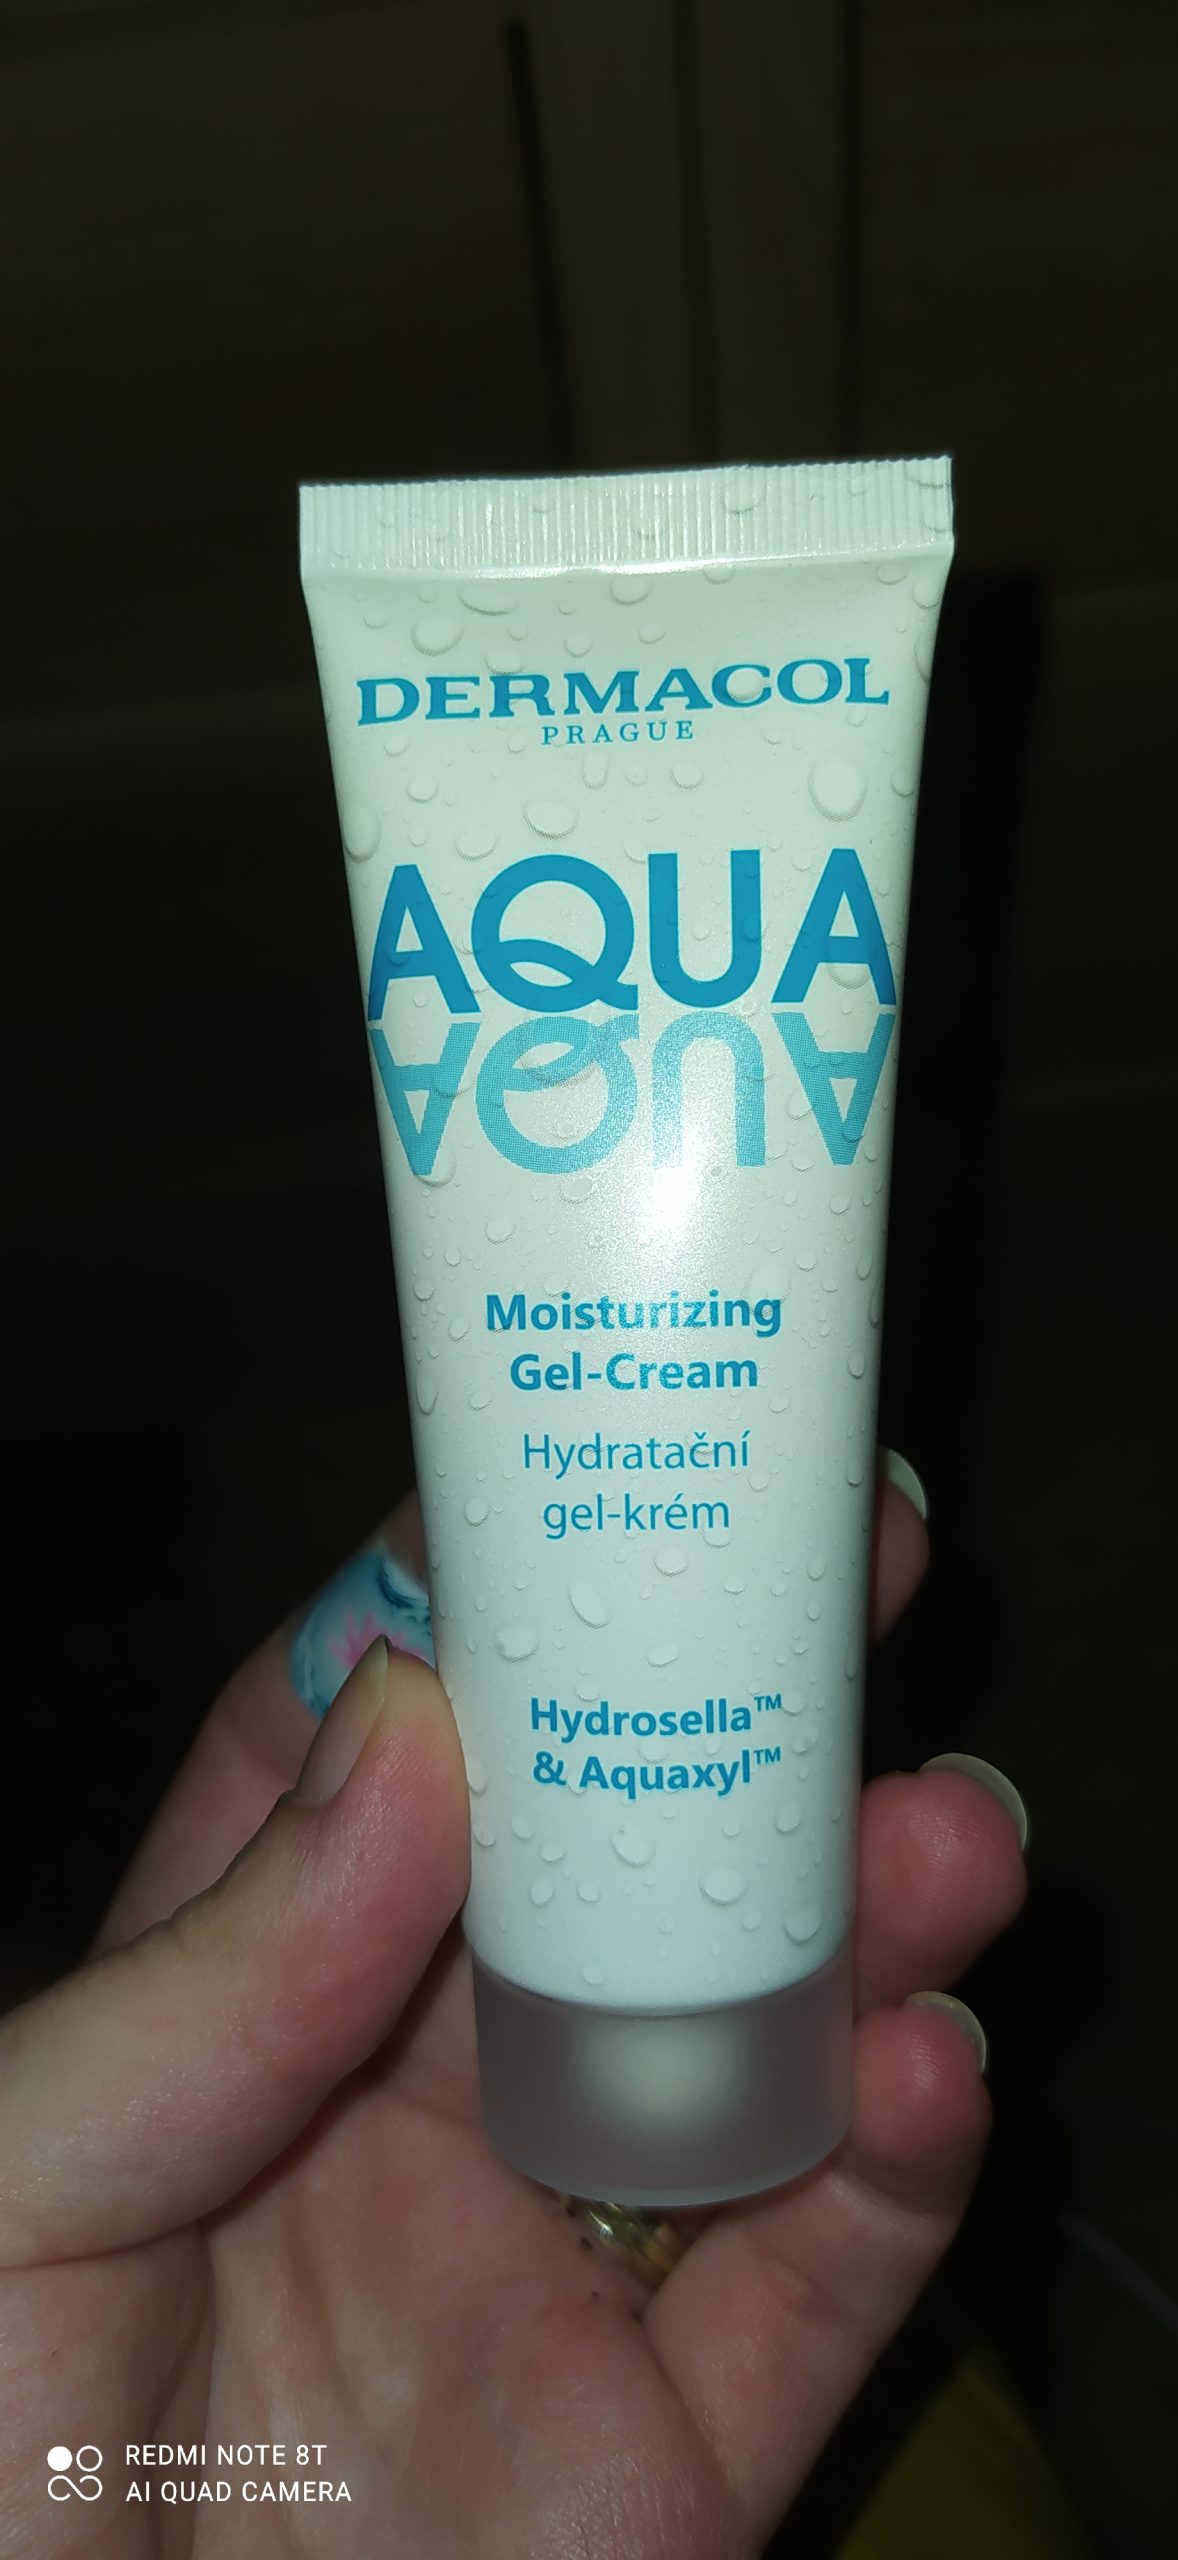 DERMACOL
PRAGUE
AQUA
AQUA
Moisturizing
Gel-Cream
Hydratační
gel-krém
Hydrosella™
& Aquaxyl™
REDMI NOTE 8T
AI QUAD CAMERA